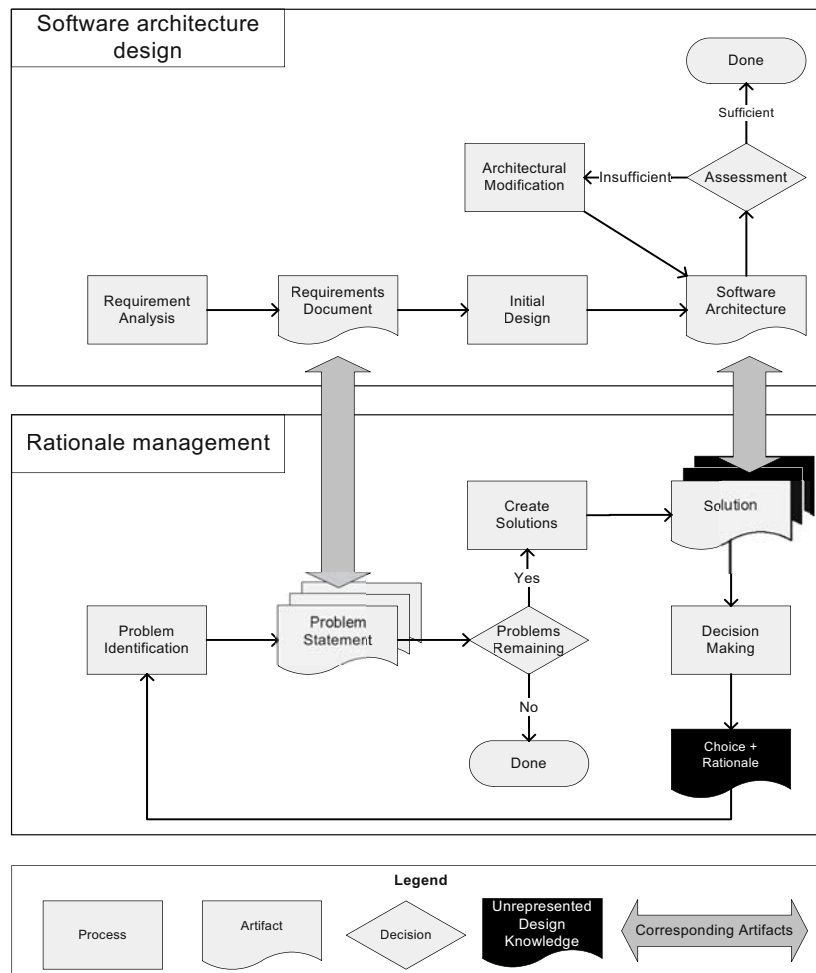 Software architecture
design
Done
Sufficient
Architectural
Modification
Insufficient
Assessment
Requirement
Analysis
Requirements
Document
Initial
Design
Software
Architecture
Rationale management
Create
Solutions
Solution
Yes
Problem
Identification
Problem
Statement
Problems
Remaining
Decision
Making
No
Done
Choice +
Rationale
Legend
Process
Artifact
Decision
Unrepresented
Design
Knowledge
Corresponding Artifacts